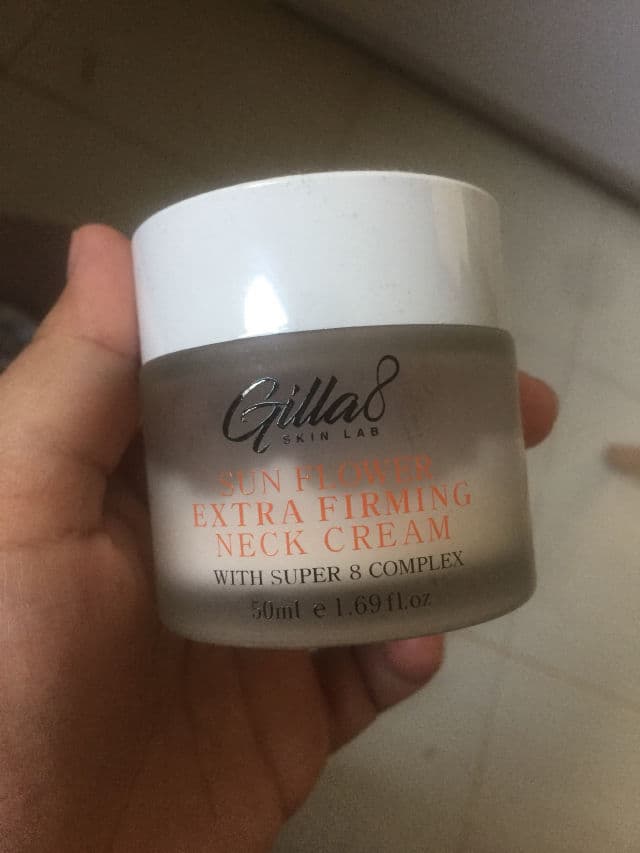 Gilla8
SKIN LAB
SUN FLOWER
EXTRA FIRMING
NECK CREAM
WITH SUPER 8 COMPLEX
50ml e 1.69 fl.oz